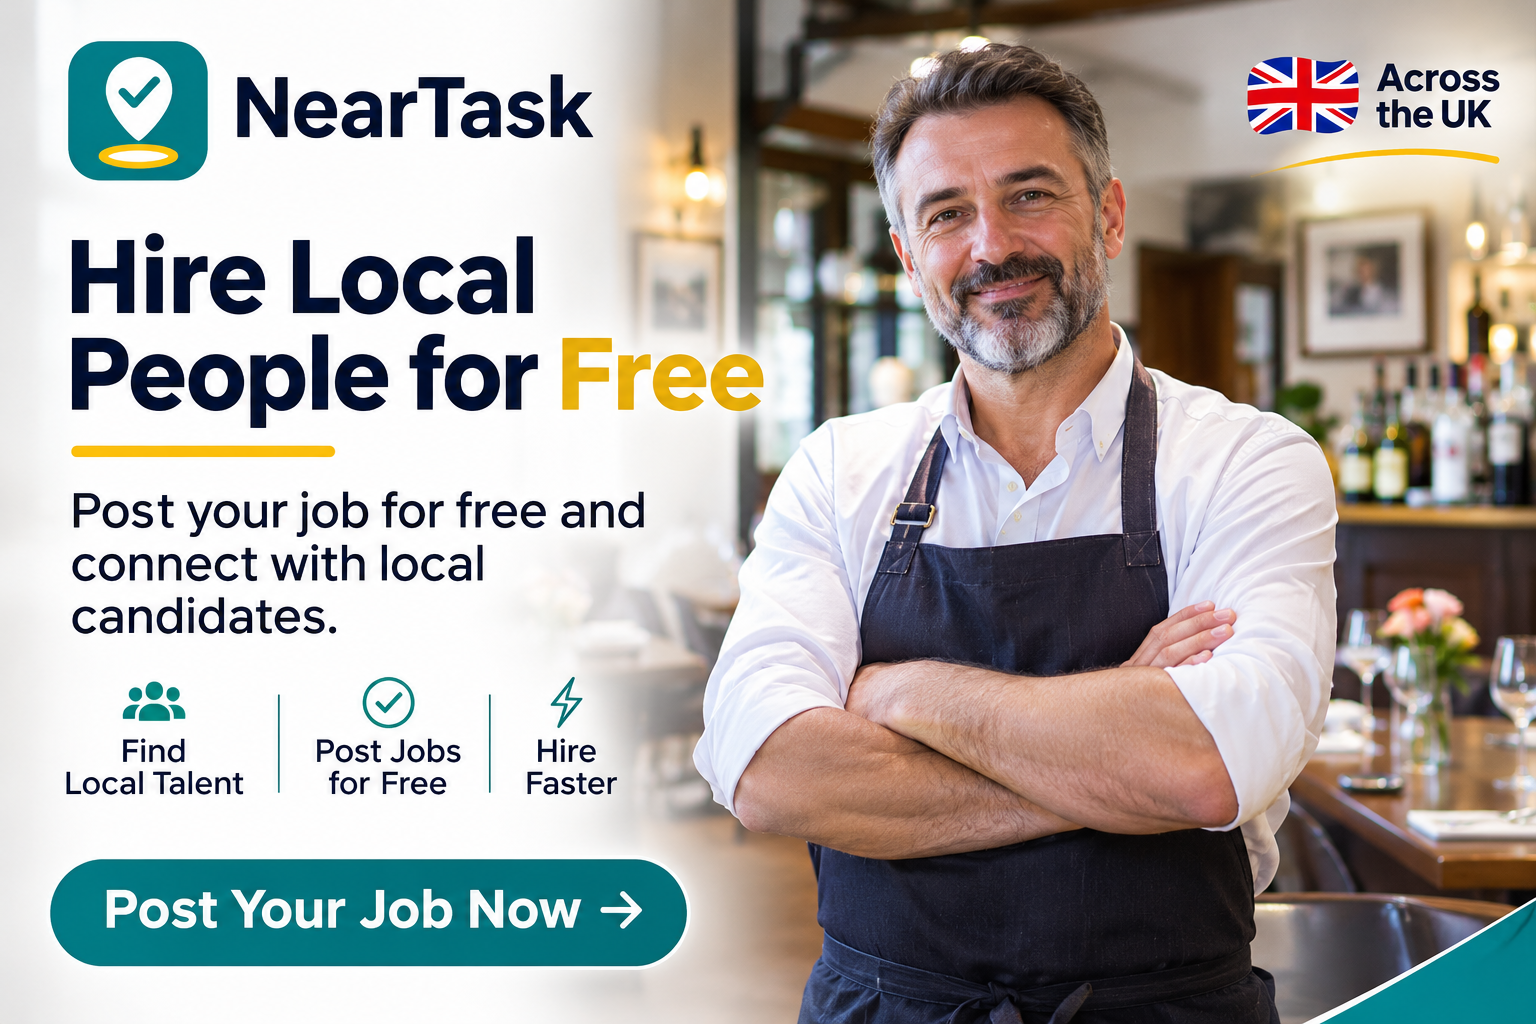 NearTask
Across
the UK
Hire Local
People for Free
Post your job for free and
connect with local
candidates.
Find
Local Talent
Post Jobs
for Free
Hire
Faster
Post Your Job Now →